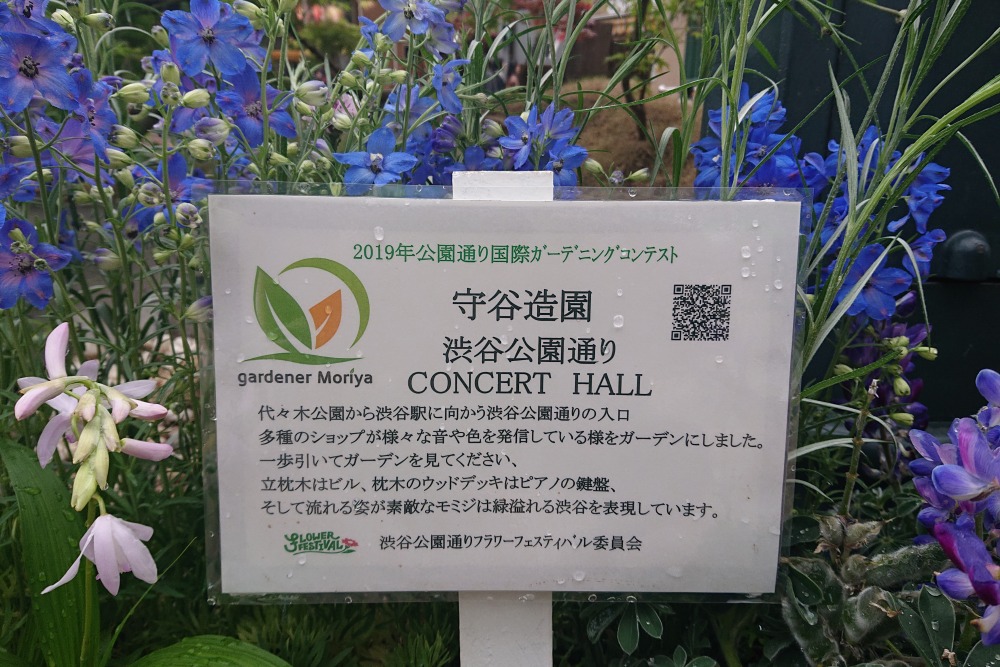 2019年公園通り国際ｶﾞｰﾃﾞﾆﾝｸﾞｺﾝﾃｽﾄ
守谷造園
渋谷公園通り
CONCERT HALL
gardener Moriya
代々木公園から渋谷駅に向かう渋谷公園通りの入口
多種のショップが様々な音や色を発信している様をガーデンにしました。
一歩引いてガーデンを見てください、
立枕木はビル、枕木のウッドデッキはピアノの鍵盤、
そして流れる姿が素敵なモミジは緑溢れる渋谷を表現しています。
FLOWER
FESTIVAL
渋谷公園通りﾌﾗﾜｰﾌｪｽﾃｨﾊﾞﾙ委員会